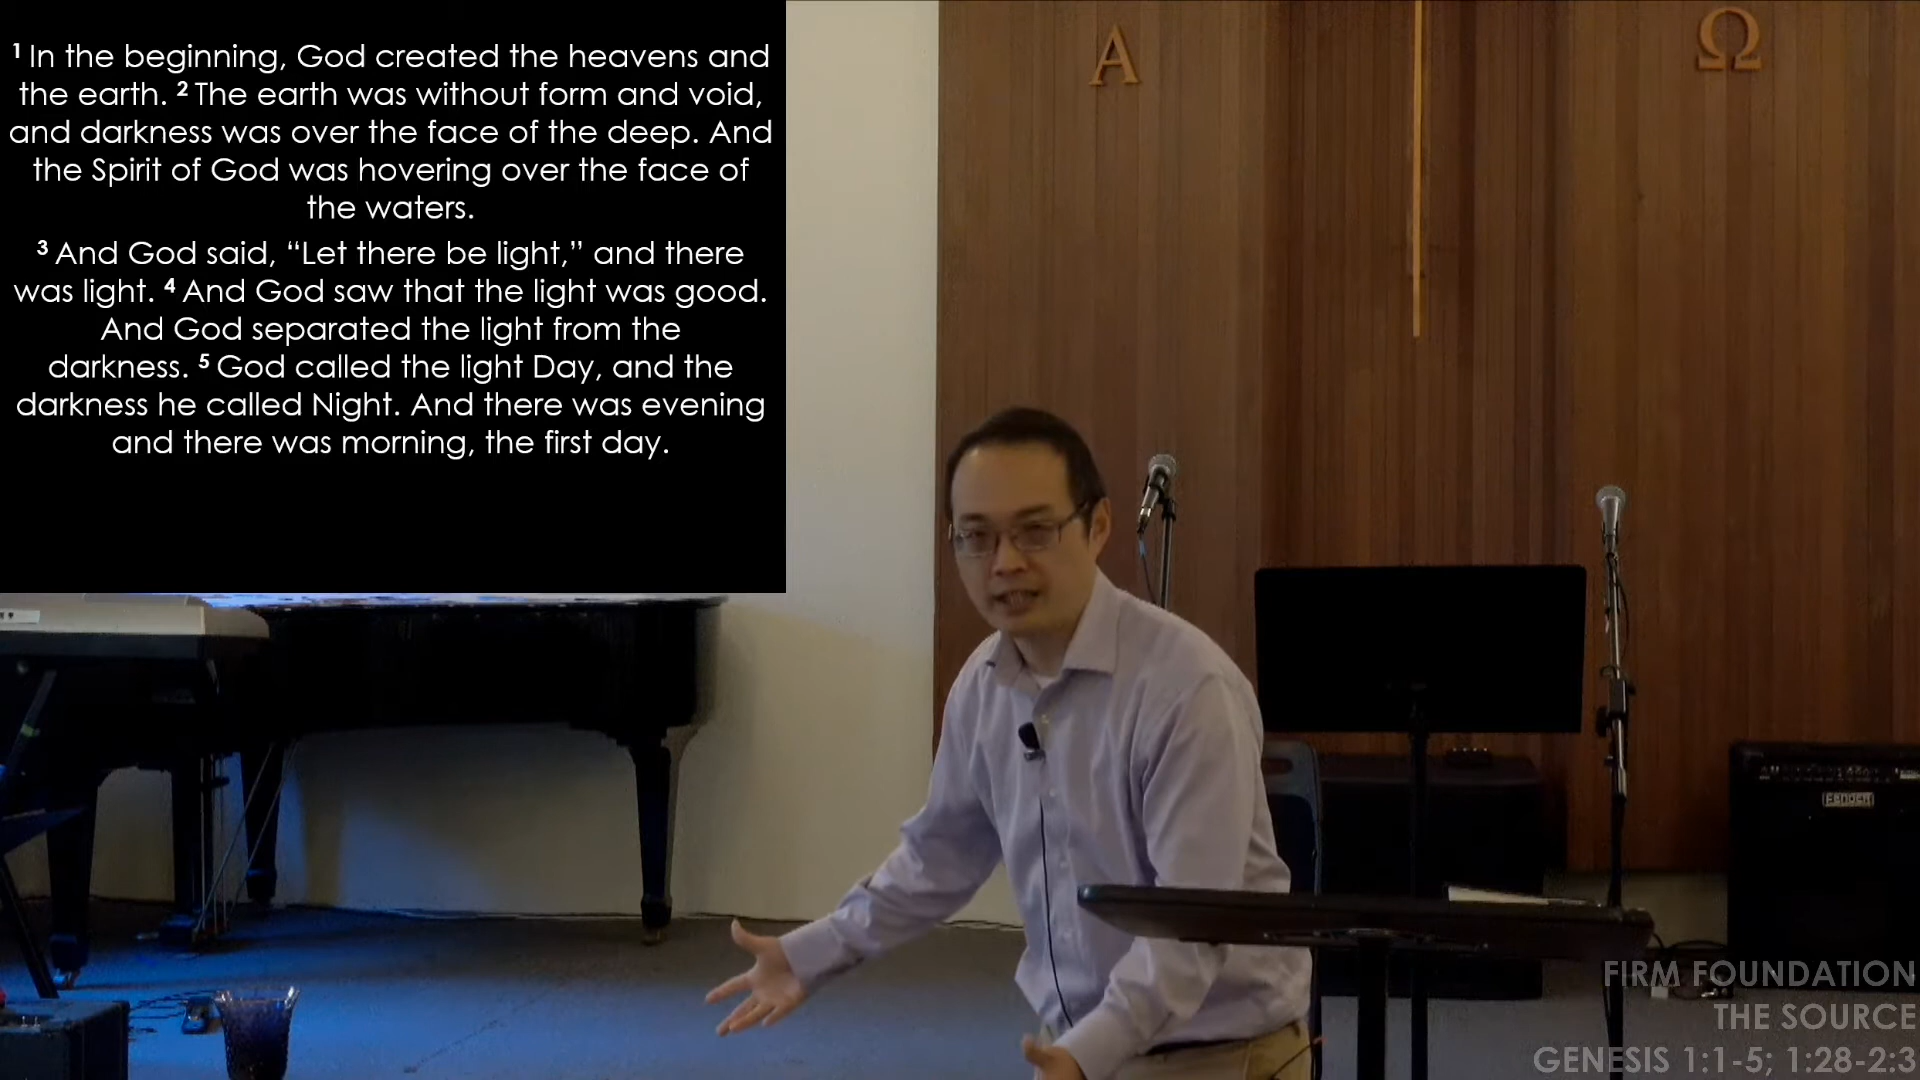 ¹ In the beginning, God created the heavens and
the earth. ² The earth was without form and void,
and darkness was over the face of the deep. And
the Spirit of God was hovering over the face of
the waters.
³ And God said, “Let there be light,” and there
was light. ⁴ And God saw that the light was good.
And God separated the light from the
darkness. ⁵ God called the light Day, and the
darkness he called Night. And there was evening
and there was morning, the first day.
Α
Ω
Fender
FIRM FOUNDATION
THE SOURCE
GENESIS 1:1-5; 1:28-2:3